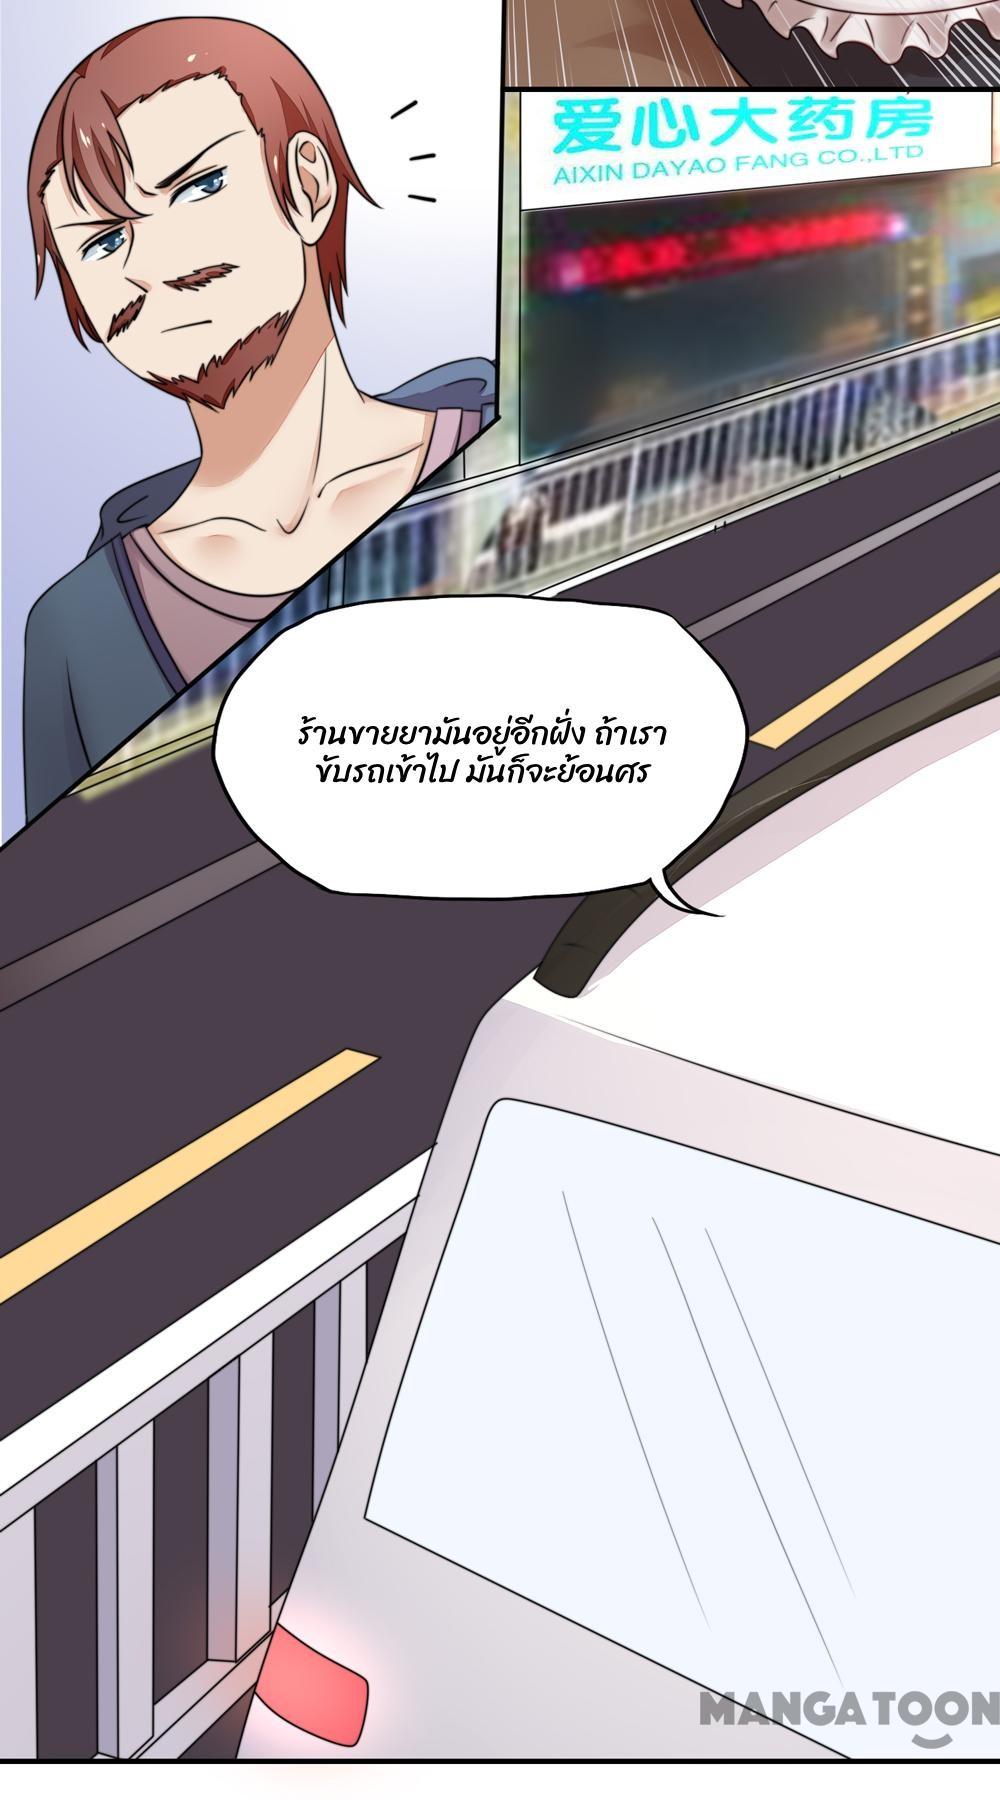 爱心大药房
AIXIN DAYAO FANG CO.,LTD
ร้านขายยามันอยู่อีกฝั่ง ถ้าเรา
ขับรถเข้าไป มันก็จะย้อนศร
MANGATOON